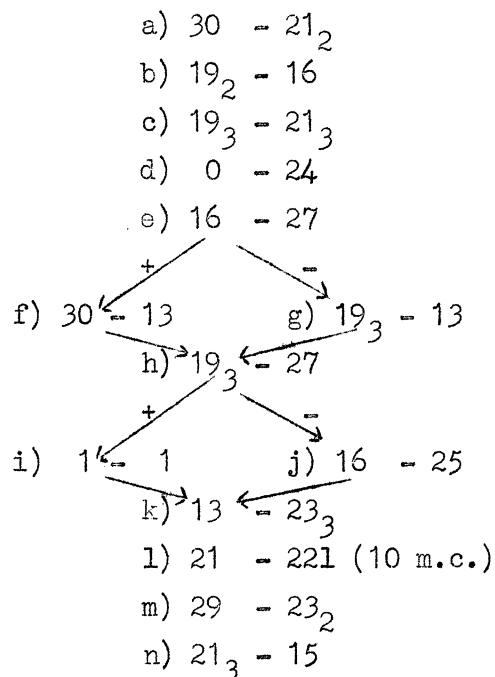 a) 30 - 21₂
b) 19₂ - 16
c) 19₃ - 21₃
d) 0 - 24
e) 16 - 27
+ -
f) 30 - 13 g) 19₃ - 13
h) 19₃ - 27
+ -
i) 1 - 1 j) 16 - 25
k) 13 - 23₃
l) 21 - 22l (10 m.c.)
m) 29 - 23₂
n) 21₃ - 15